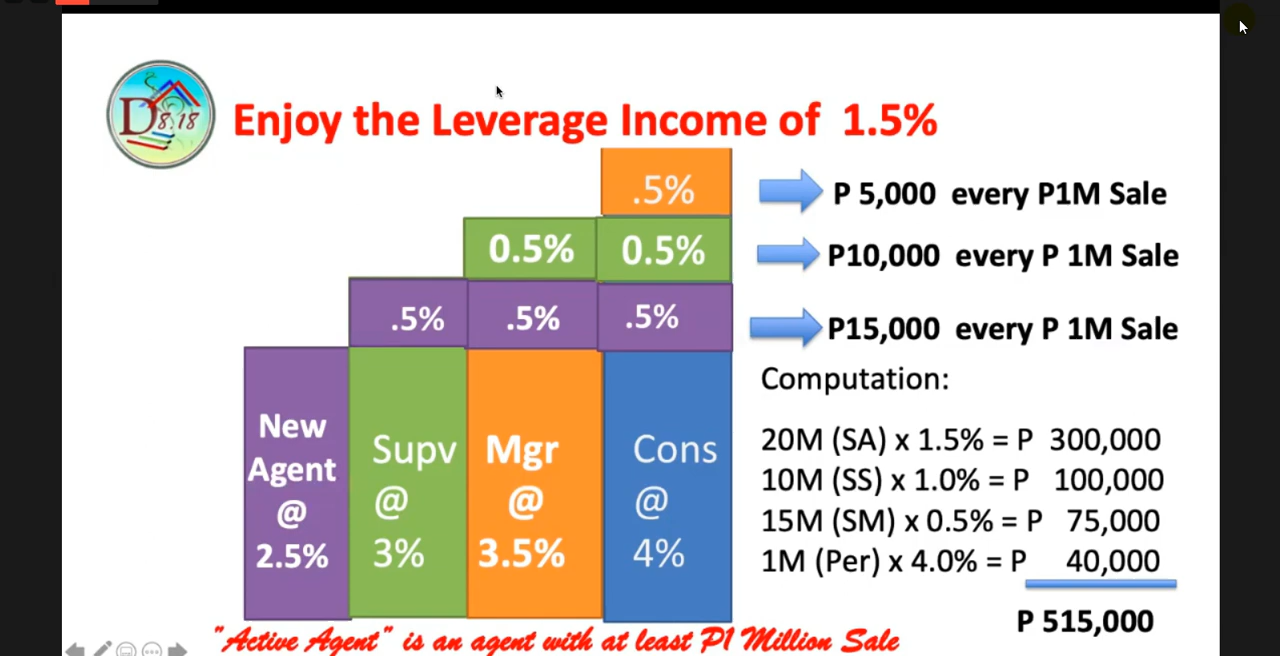 D8.18
Enjoy the Leverage Income of 1.5%
.5%
P 5,000 every P1M Sale
0.5%
0.5%
P10,000 every P 1M Sale
.5%
.5%
.5%
P15,000 every P 1M Sale
New
Agent
@
2.5%
Supv
@
3%
Mgr
@
3.5%
Cons
@
4%
Computation:
20M (SA) x 1.5% = P 300,000
10M (SS) x 1.0% = P 100,000
15M (SM) x 0.5% = P 75,000
1M (Per) x 4.0% = P 40,000
P 515,000
"Active Agent" is an agent with at least P1 Million Sale